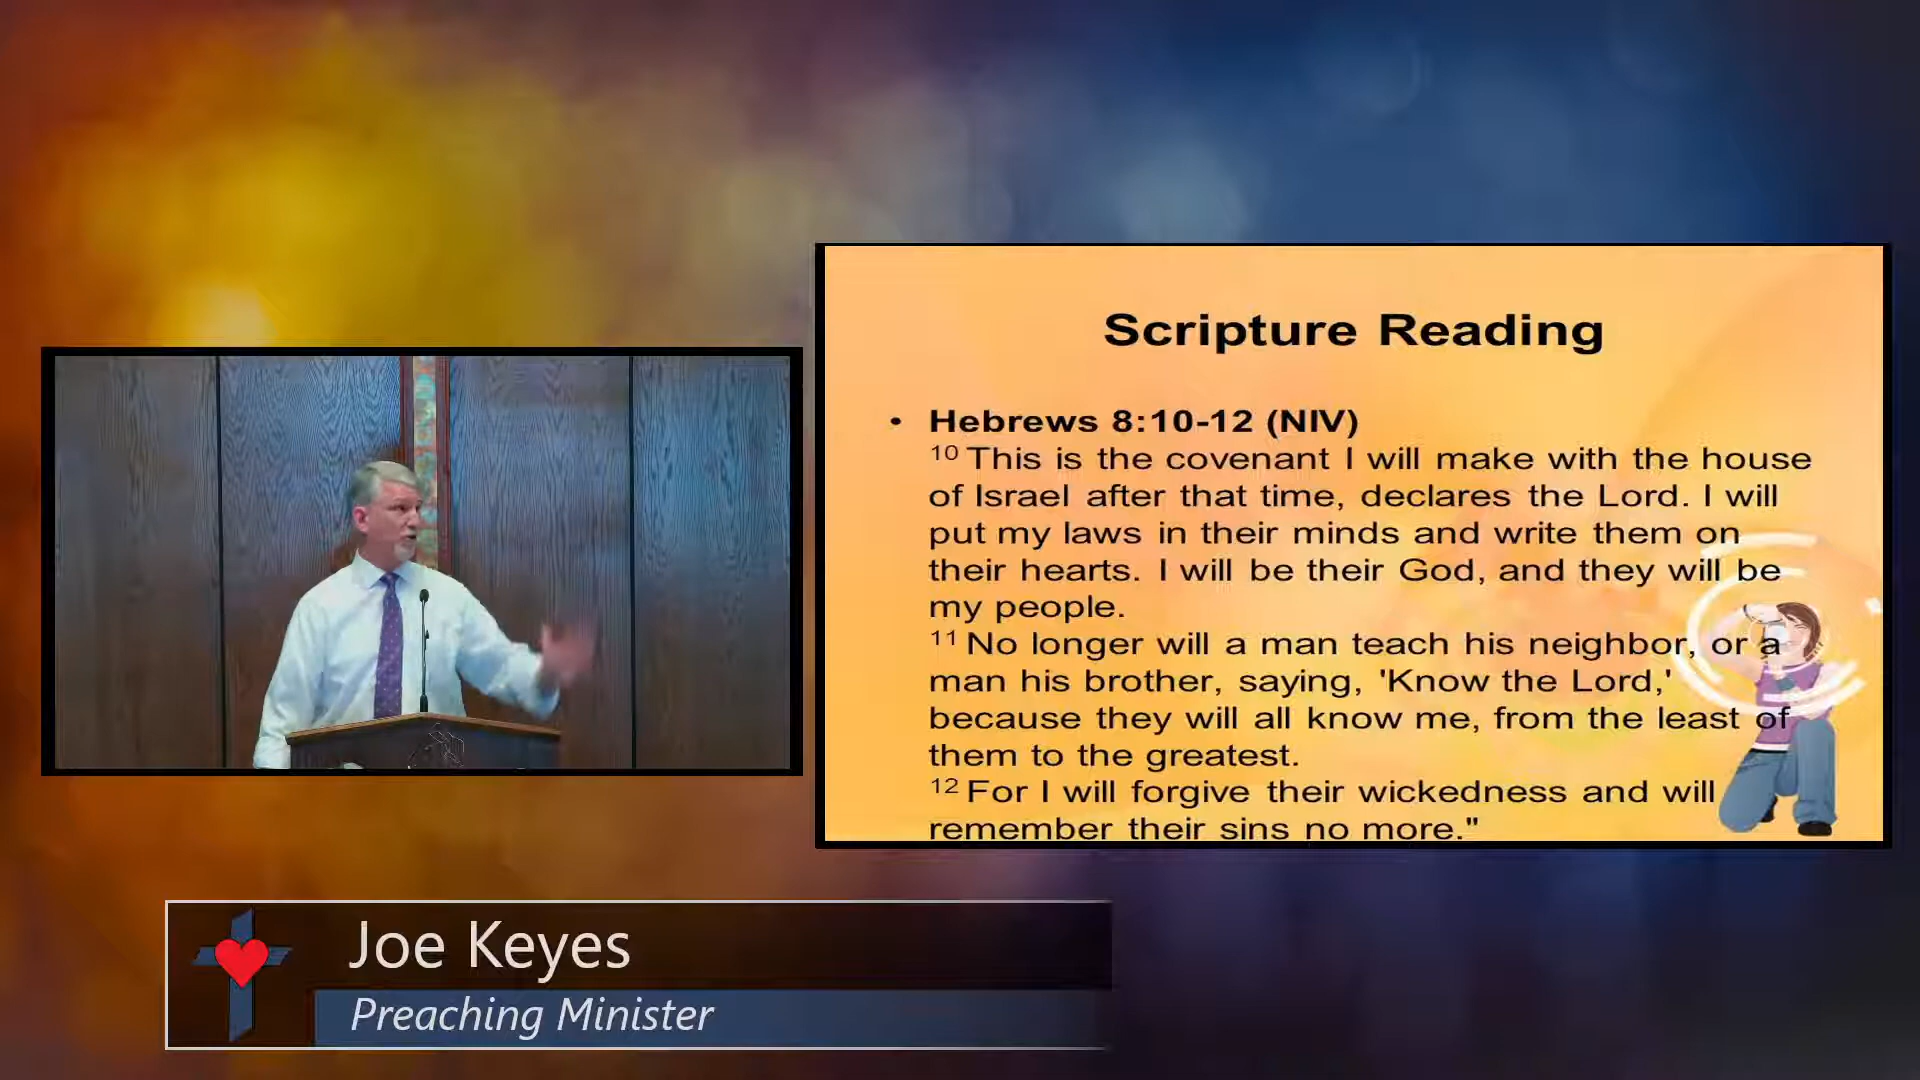 Scripture Reading
• Hebrews 8:10-12 (NIV)
10 This is the covenant I will make with the house
of Israel after that time, declares the Lord. I will
put my laws in their minds and write them on
their hearts. I will be their God, and they will be
my people.
11 No longer will a man teach his neighbor, or a
man his brother, saying, 'Know the Lord,'
because they will all know me, from the least of
them to the greatest.
12 For I will forgive their wickedness and will
remember their sins no more."
Joe Keyes
Preaching Minister